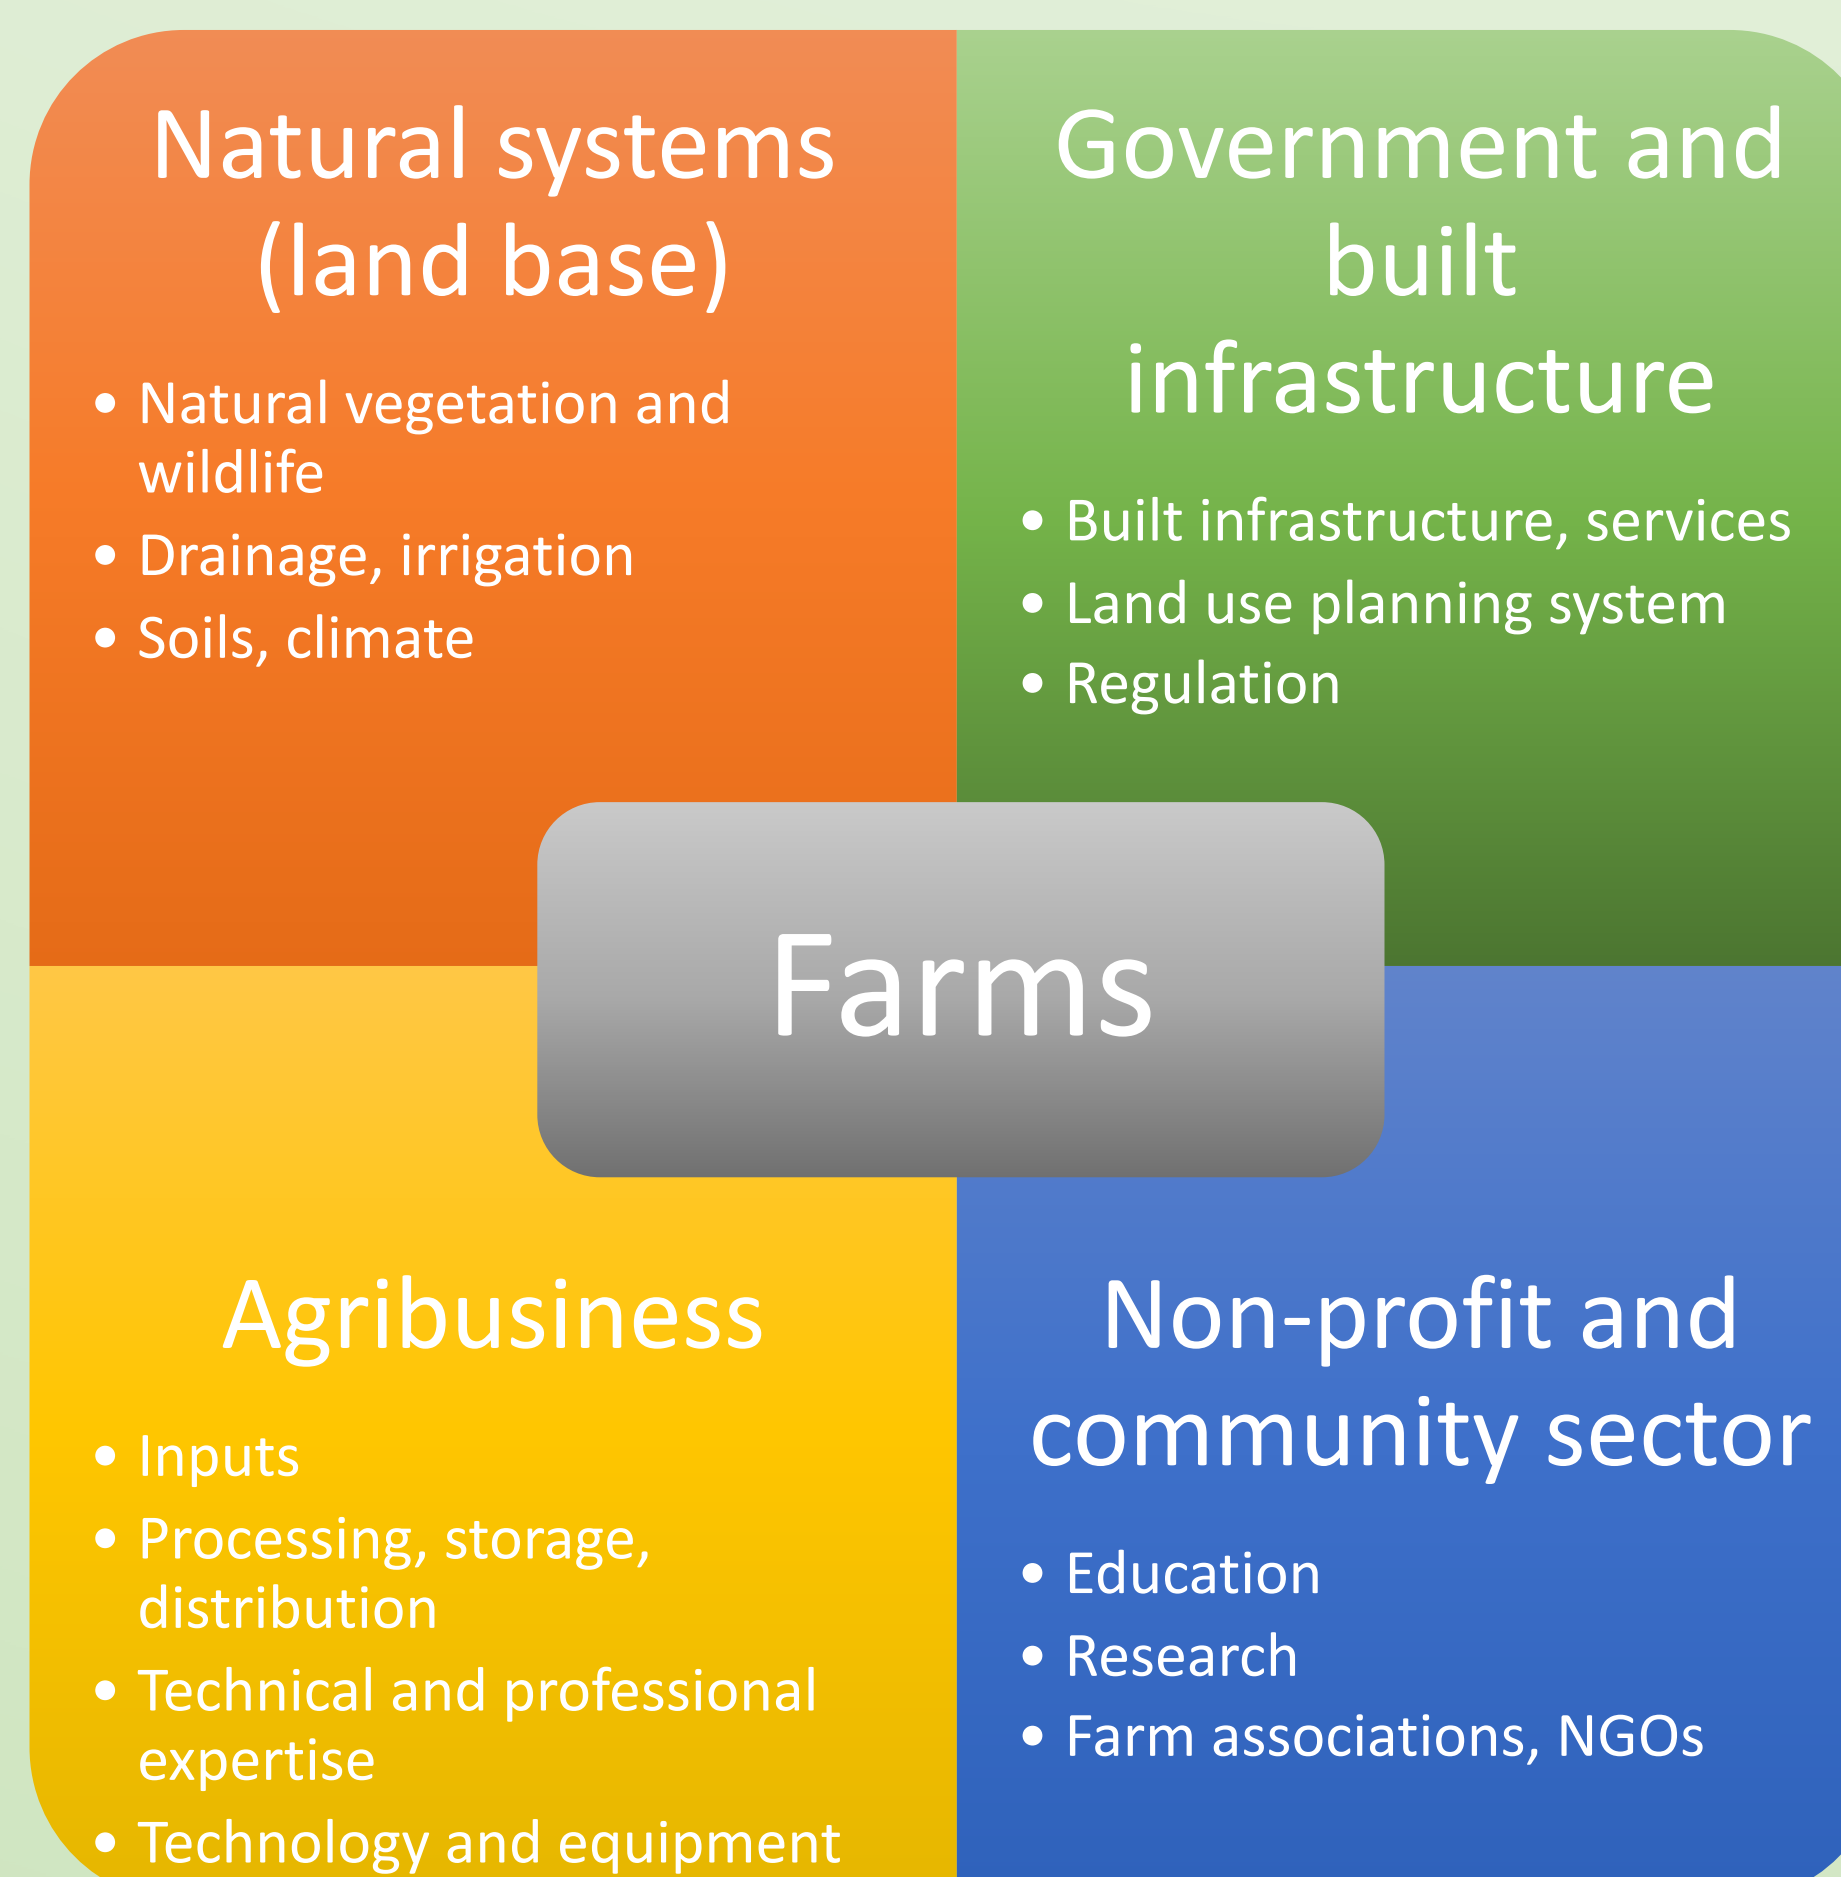 Natural systems
(land base)
• Natural vegetation and
wildlife
• Drainage, irrigation
• Soils, climate
Government and
built
infrastructure
• Built infrastructure, services
• Land use planning system
• Regulation
Farms
Agribusiness
• Inputs
• Processing, storage,
distribution
• Technical and professional
expertise
• Technology and equipment
Non-profit and
community sector
• Education
• Research
• Farm associations, NGOs